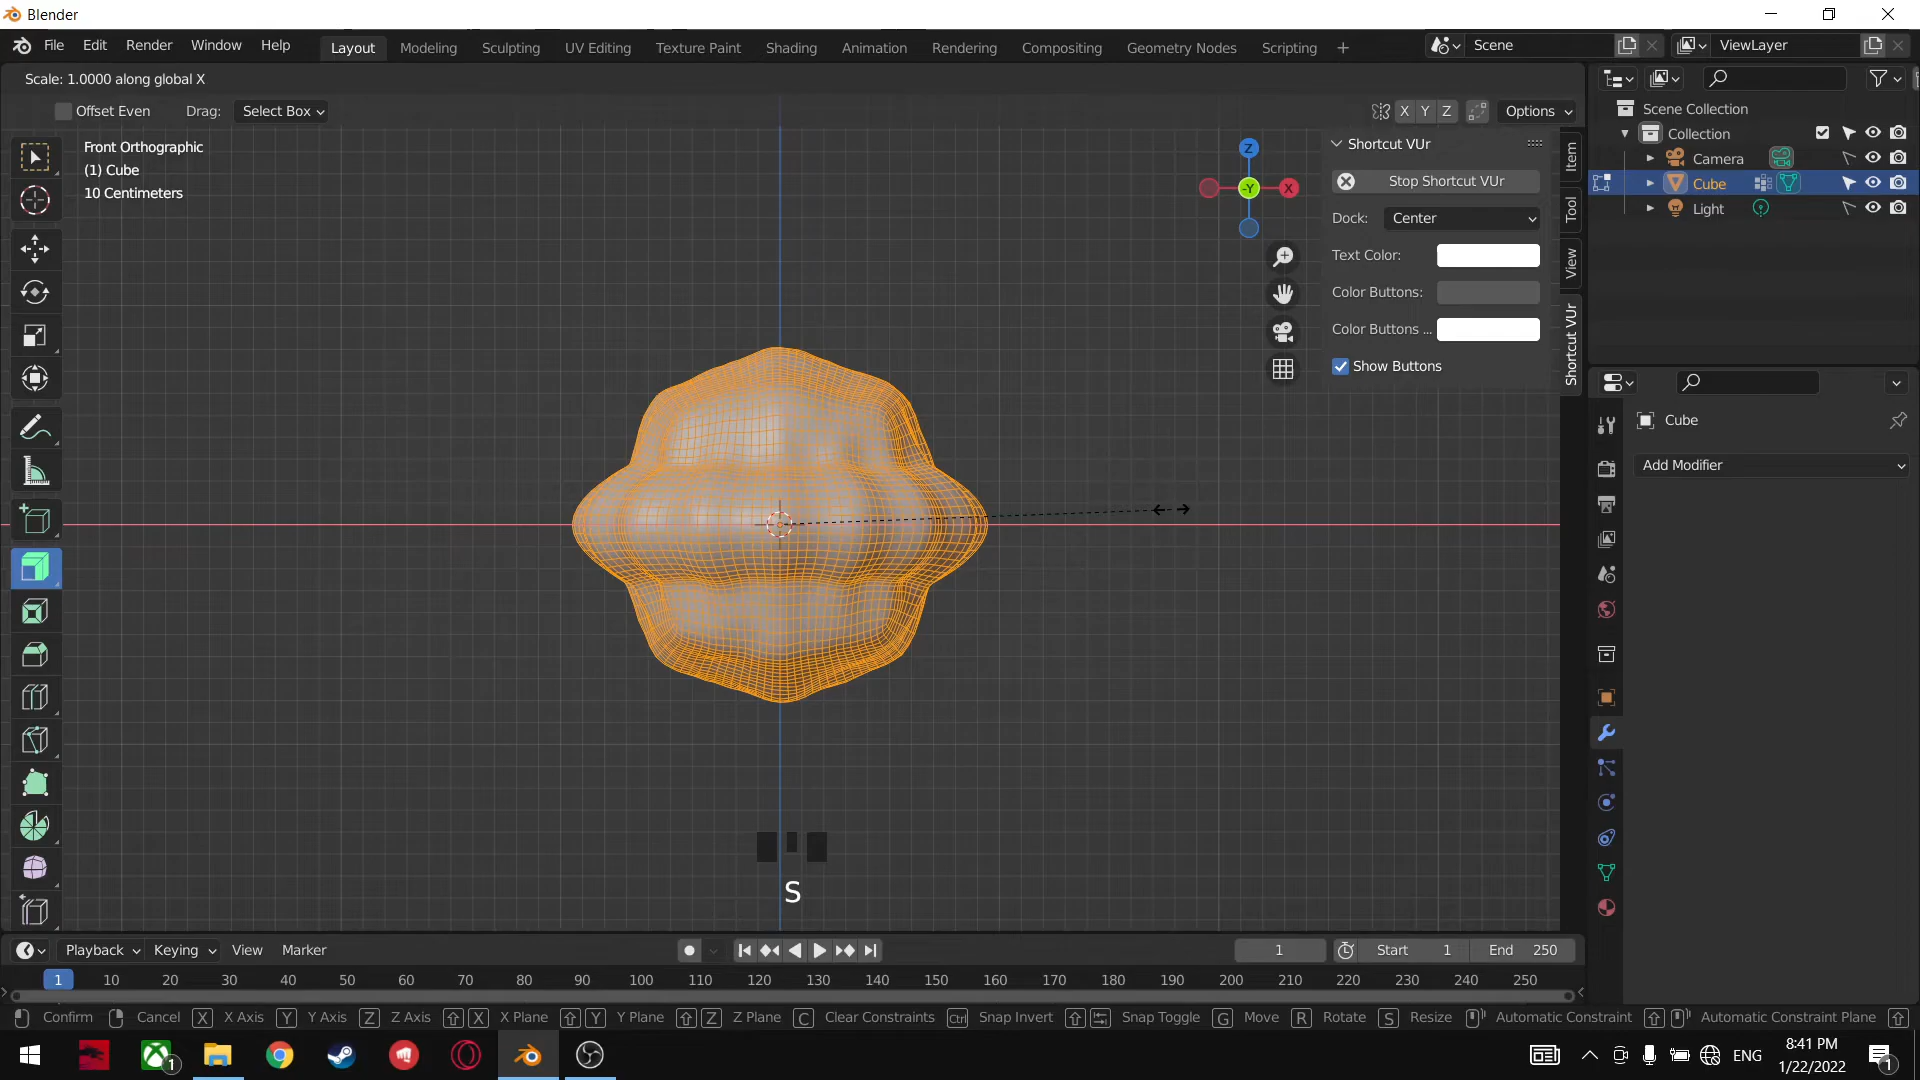 Blender
File Edit Render Window Help Layout Modeling Sculpting UV Editing Texture Paint Shading Animation Rendering Compositing Geometry Nodes Scripting + Scene ViewLayer
Scale: 1.0000 along global X
Offset Even Drag: Select Box X Y Z Options
Front Orthographic
(1) Cube
10 Centimeters
Z
-Y X
Shortcut VUr
Stop Shortcut VUr
Dock: Center
Text Color:
Color Buttons:
Color Buttons ...
Show Buttons
Item
Tool
View
Shortcut VUr
Scene Collection
Collection
Camera
Cube
Light
Cube
Add Modifier
S
Playback Keying View Marker 1 Start 1 End 250
1 10 20 30 40 50 60 70 80 90 100 110 120 130 140 150 160 170 180 190 200 210 220 230 240 250
Confirm Cancel X X Axis Y Y Axis Z Z Axis X X Plane Y Y Plane Z Z Plane C Clear Constraints Ctrl Snap Invert Snap Toggle G Move R Rotate S Resize Automatic Constraint Automatic Constraint Plane
1 ENG 8:41 PM
1/22/2022 1